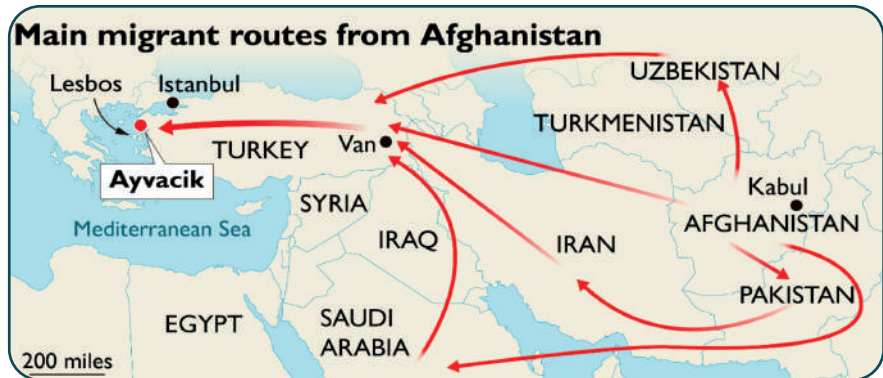 Main migrant routes from Afghanistan
Lesbos
Istanbul
UZBEKISTAN
TURKMENISTAN
TURKEY
Van
Ayvacik
Kabul
SYRIA
AFGHANISTAN
Mediterranean Sea
IRAQ
IRAN
PAKISTAN
EGYPT
SAUDI
ARABIA
200 miles